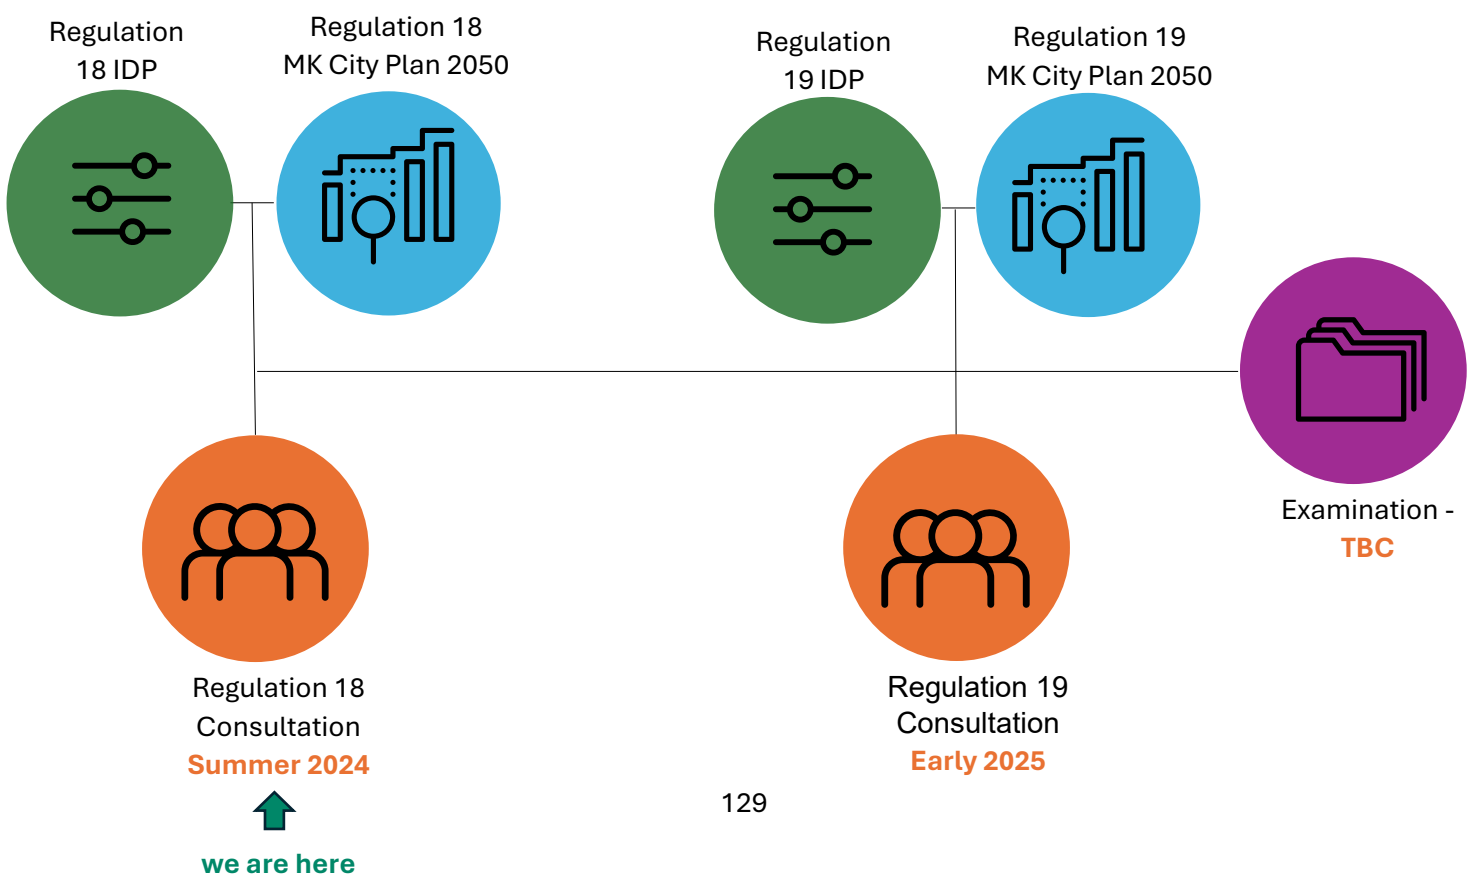 Regulation
18 IDP
Regulation 18
MK City Plan 2050
Regulation
19 IDP
Regulation 19
MK City Plan 2050
Examination -
TBC
Regulation 18
Consultation
Summer 2024
we are here
Regulation 19
Consultation
Early 2025
129